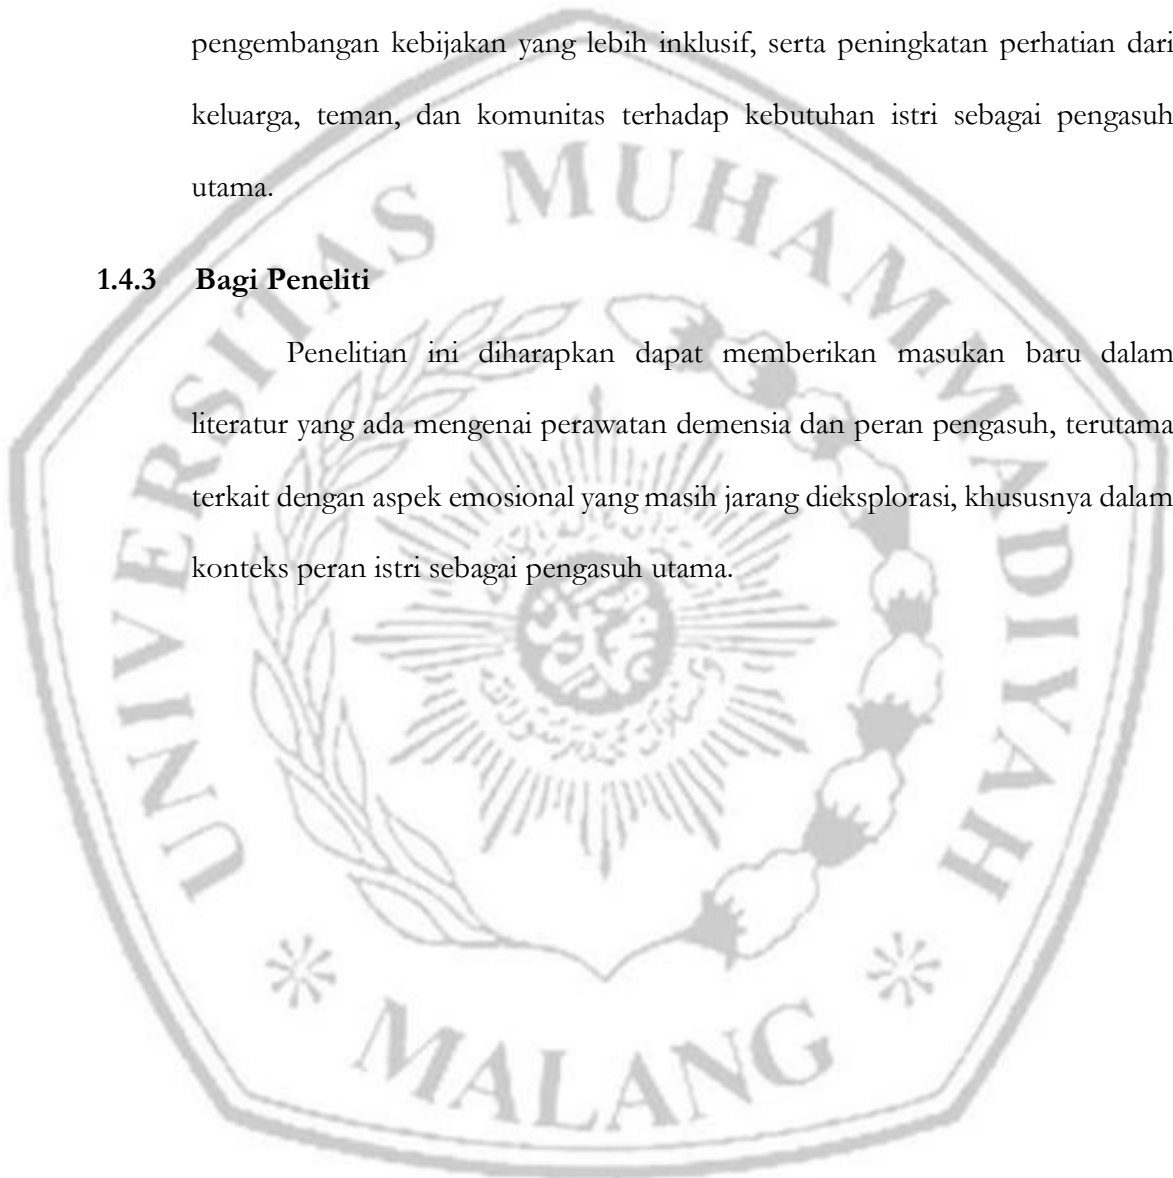 pengembangan kebijakan yang lebih inklusif, serta peningkatan perhatian dari
keluarga, teman, dan komunitas terhadap kebutuhan istri sebagai pengasuh
utama.
1.4.3 Bagi Peneliti
Penelitian ini diharapkan dapat memberikan masukan baru dalam
literatur yang ada mengenai perawatan demensia dan peran pengasuh, terutama
terkait dengan aspek emosional yang masih jarang dieksplorasi, khususnya dalam
konteks peran istri sebagai pengasuh utama.
UNIVERSITAS MUHAMMADIYAH
MALANG